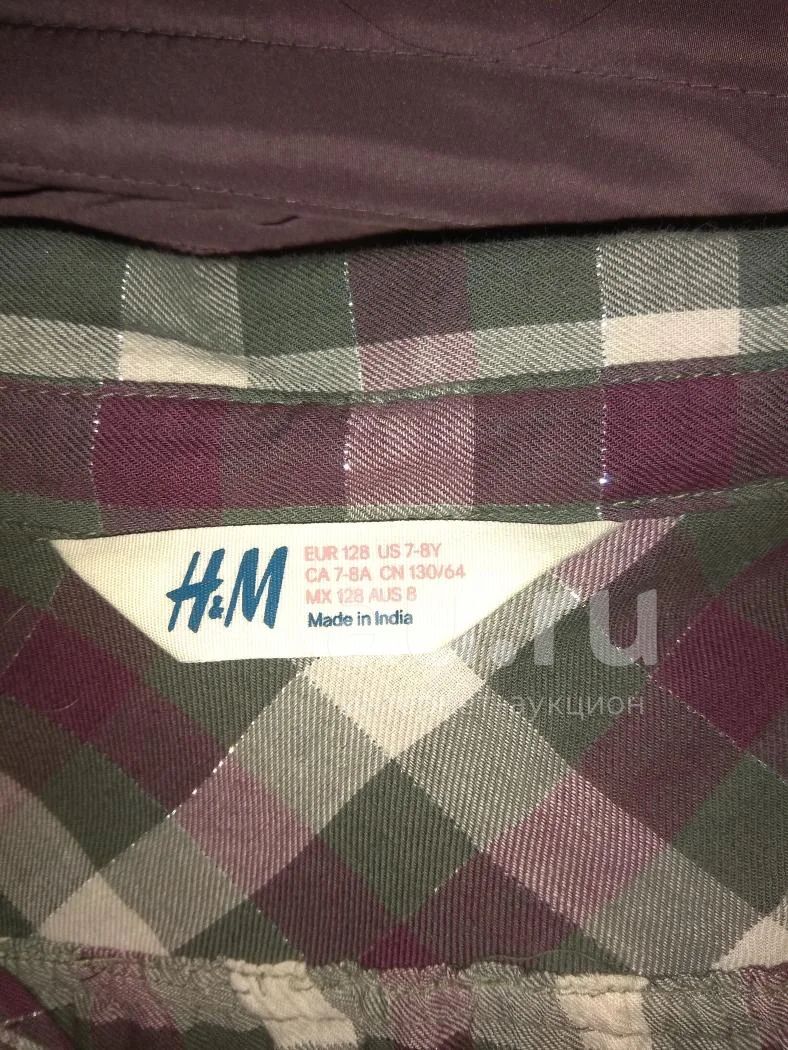 H&M
EUR 128 US 7-8Y
CA 7-8A CN 130/64
MX 128 AUS 8
Made in India
.ru
аукцион